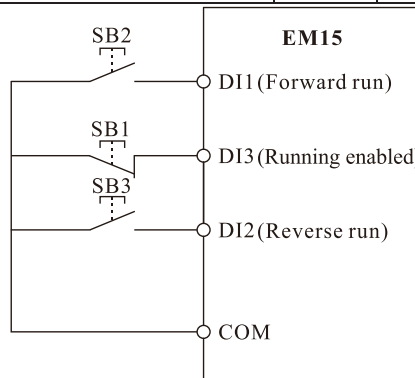 SB2
EM15
DI1(Forward run)
SB1
DI3(Running enabled
SB3
DI2(Reverse run)
COM